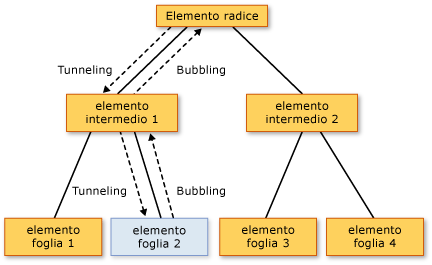 Elemento radice
Tunneling
Bubbling
elemento
intermedio 1
elemento
intermedio 2
Tunneling
Bubbling
elemento
foglia 1
elemento
foglia 2
elemento
foglia 3
elemento
foglia 4